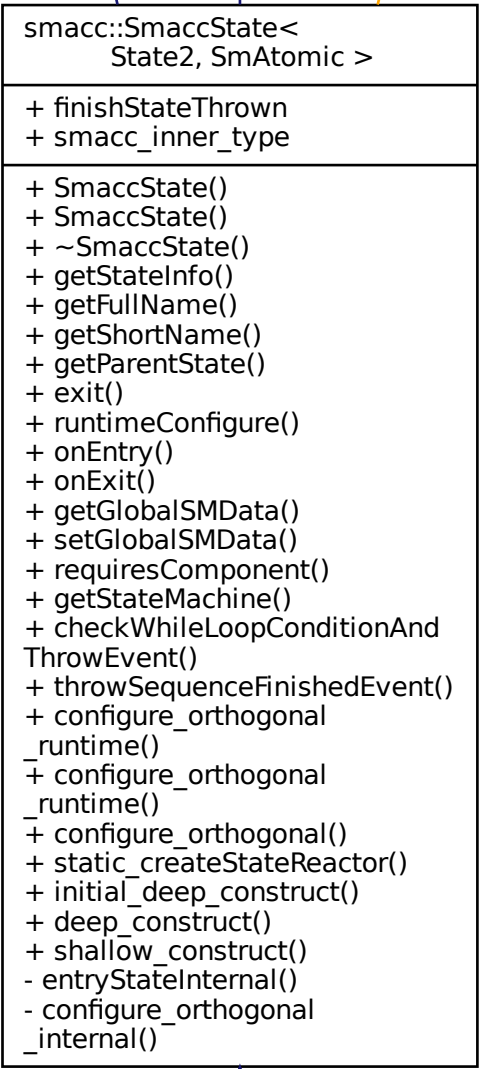 smacc::SmaccState<
State2, SmAtomic >
+ finishStateThrown
+ smacc_inner_type
+ SmaccState()
+ SmaccState()
+ ~SmaccState()
+ getStateInfo()
+ getFullName()
+ getShortName()
+ getParentState()
+ exit()
+ runtimeConfigure()
+ onEntry()
+ onExit()
+ getGlobalSMData()
+ setGlobalSMData()
+ requiresComponent()
+ getStateMachine()
+ checkWhileLoopConditionAnd
ThrowEvent()
+ throwSequenceFinishedEvent()
+ configure_orthogonal
_runtime()
+ configure_orthogonal
_runtime()
+ configure_orthogonal()
+ static_createStateReactor()
+ initial_deep_construct()
+ deep_construct()
+ shallow_construct()
- entryStateInternal()
- configure_orthogonal
_internal()